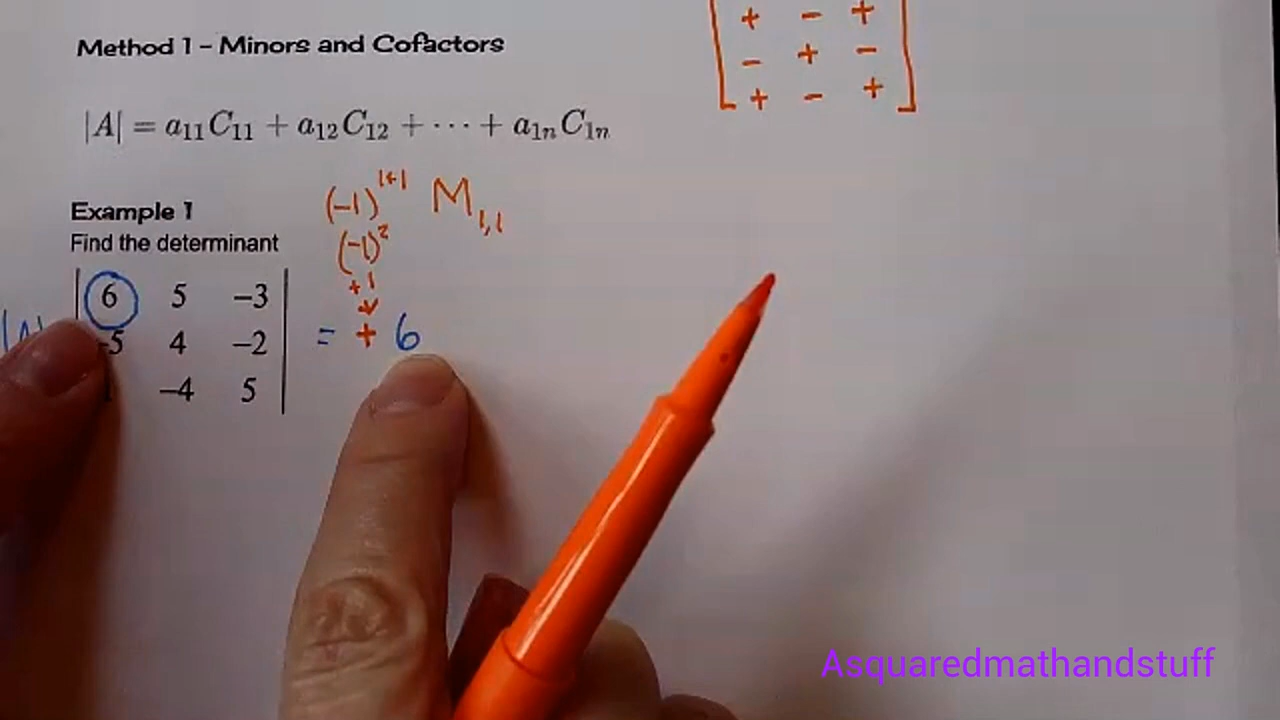 Method 1 – Minors and Cofactors
+ − +
− + −
+ − +
|A| = a₁₁C₁₁ + a₁₂C₁₂ + ⋯ + a₁ₙC₁ₙ
(−1)¹⁺¹ M₁,₁
Example 1
(−1)²
Find the determinant
+1
6 5 −3
-5 4 −2 = + 6
−4 5
Asquaredmathandstuff